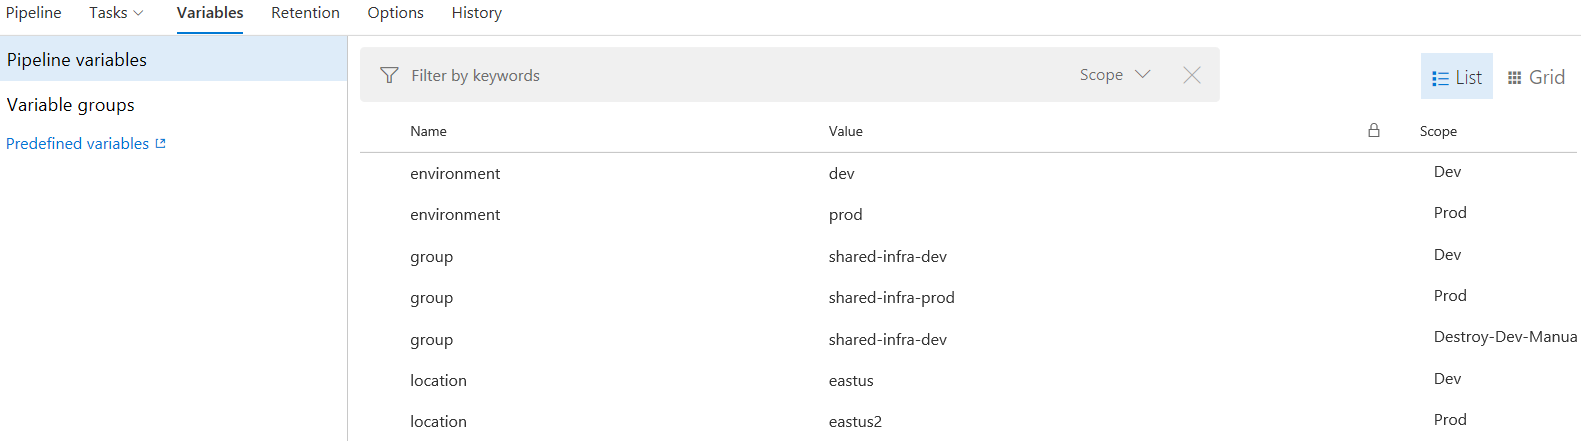 Pipeline Tasks Variables Retention Options History
Pipeline variables
Variable groups
Predefined variables
Filter by keywords Scope
List Grid
Name Value Scope
environment dev Dev
environment prod Prod
group shared-infra-dev Dev
group shared-infra-prod Prod
group shared-infra-dev Destroy-Dev-Manua
location eastus Dev
location eastus2 Prod